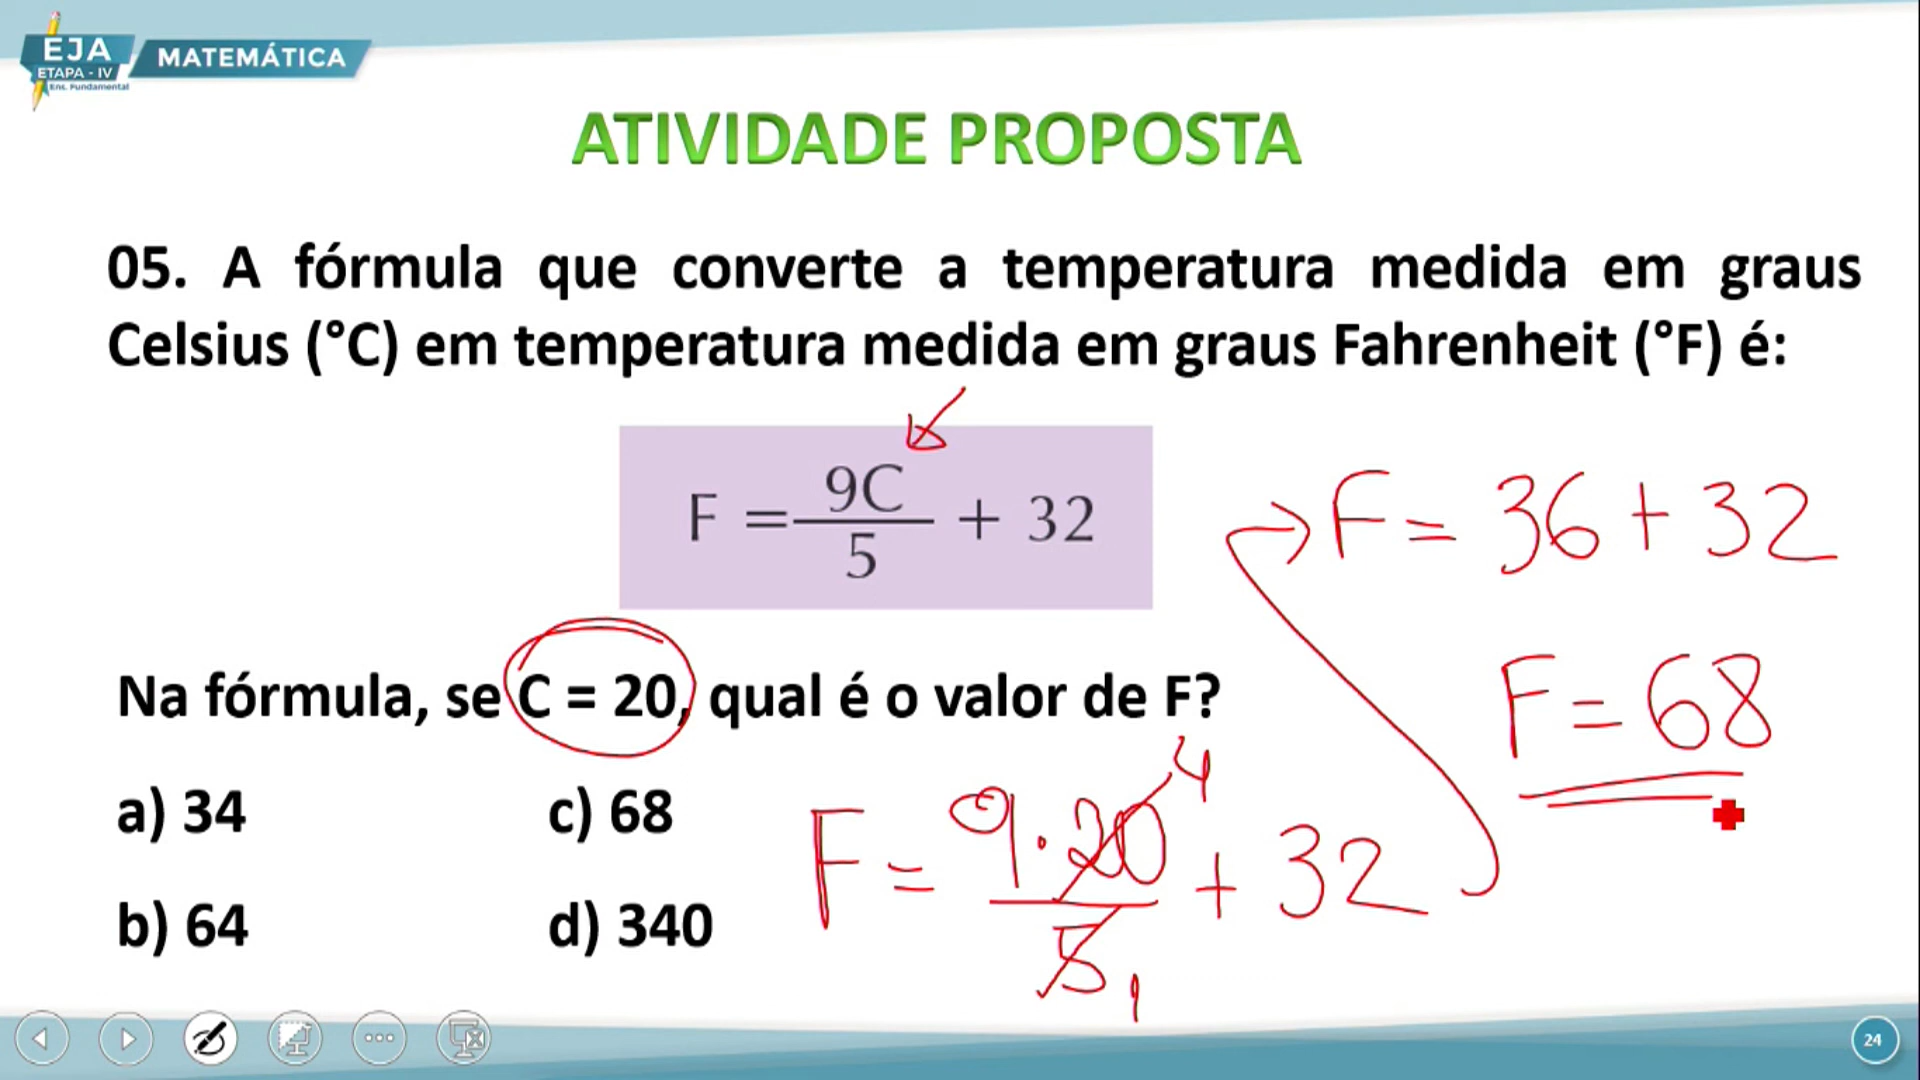 EJA
ETAPA - IV
Ens. Fundamental
MATEMÁTICA
ATIVIDADE PROPOSTA
05. A fórmula que converte a temperatura medida em graus
Celsius (°C) em temperatura medida em graus Fahrenheit (°F) é:
F = 9C/5 + 32
F = 36 + 32
Na fórmula, se C = 20, qual é o valor de F?
F = 68
a) 34
c) 68
b) 64
d) 340
F = 9·20/5 + 32
4
1
24